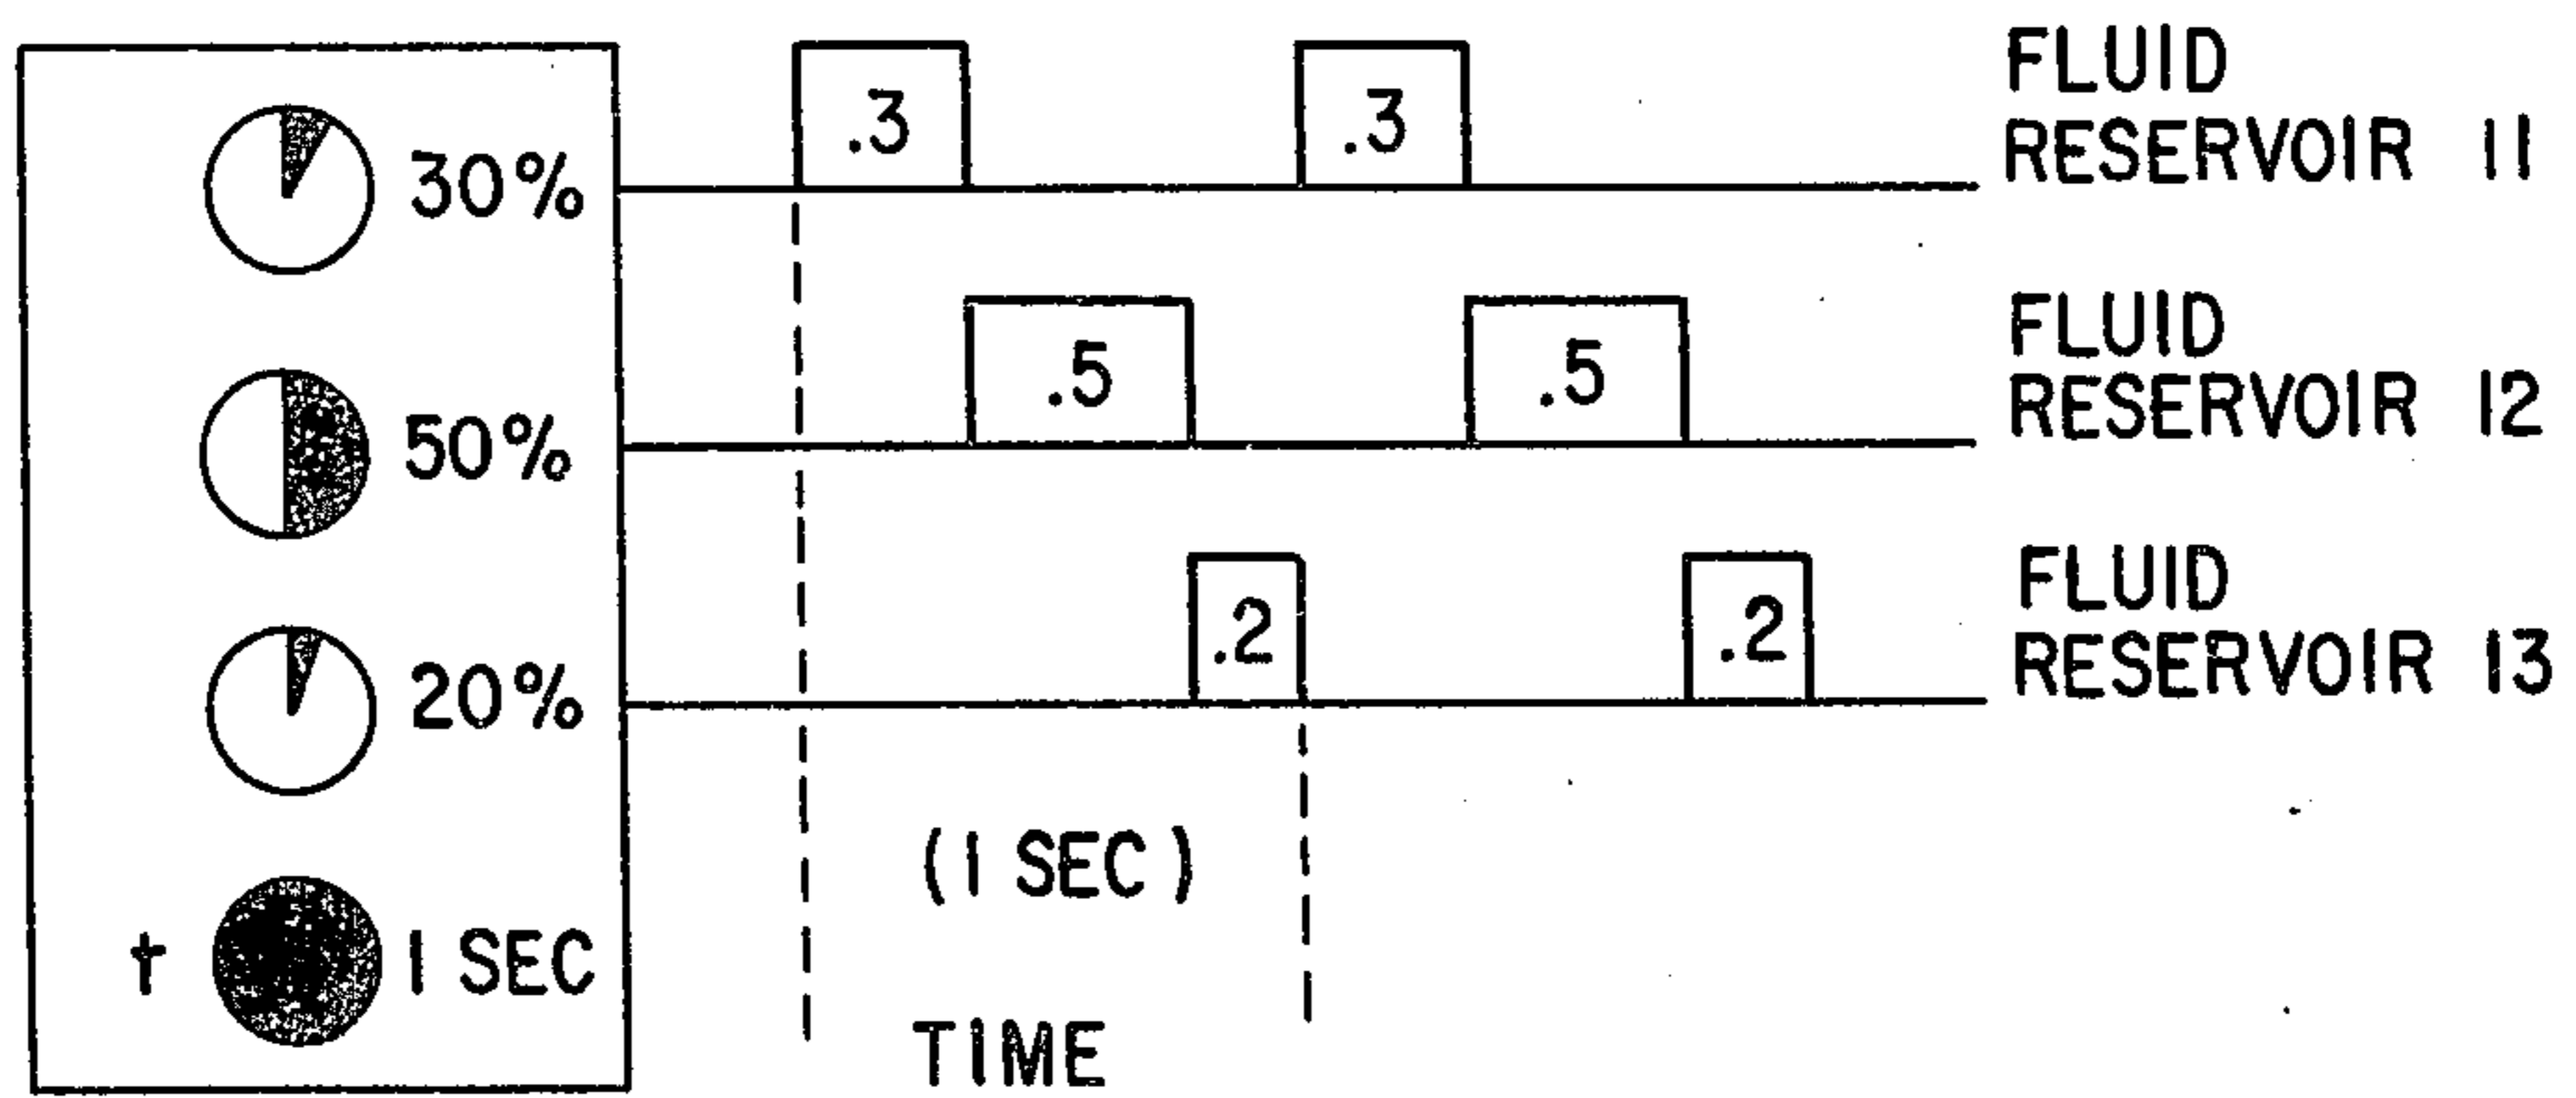 30%
50%
20%
t 1 SEC
.3 .3
.5 .5
.2 .2
(1 SEC)
TIME
FLUID
RESERVOIR 11
FLUID
RESERVOIR 12
FLUID
RESERVOIR 13